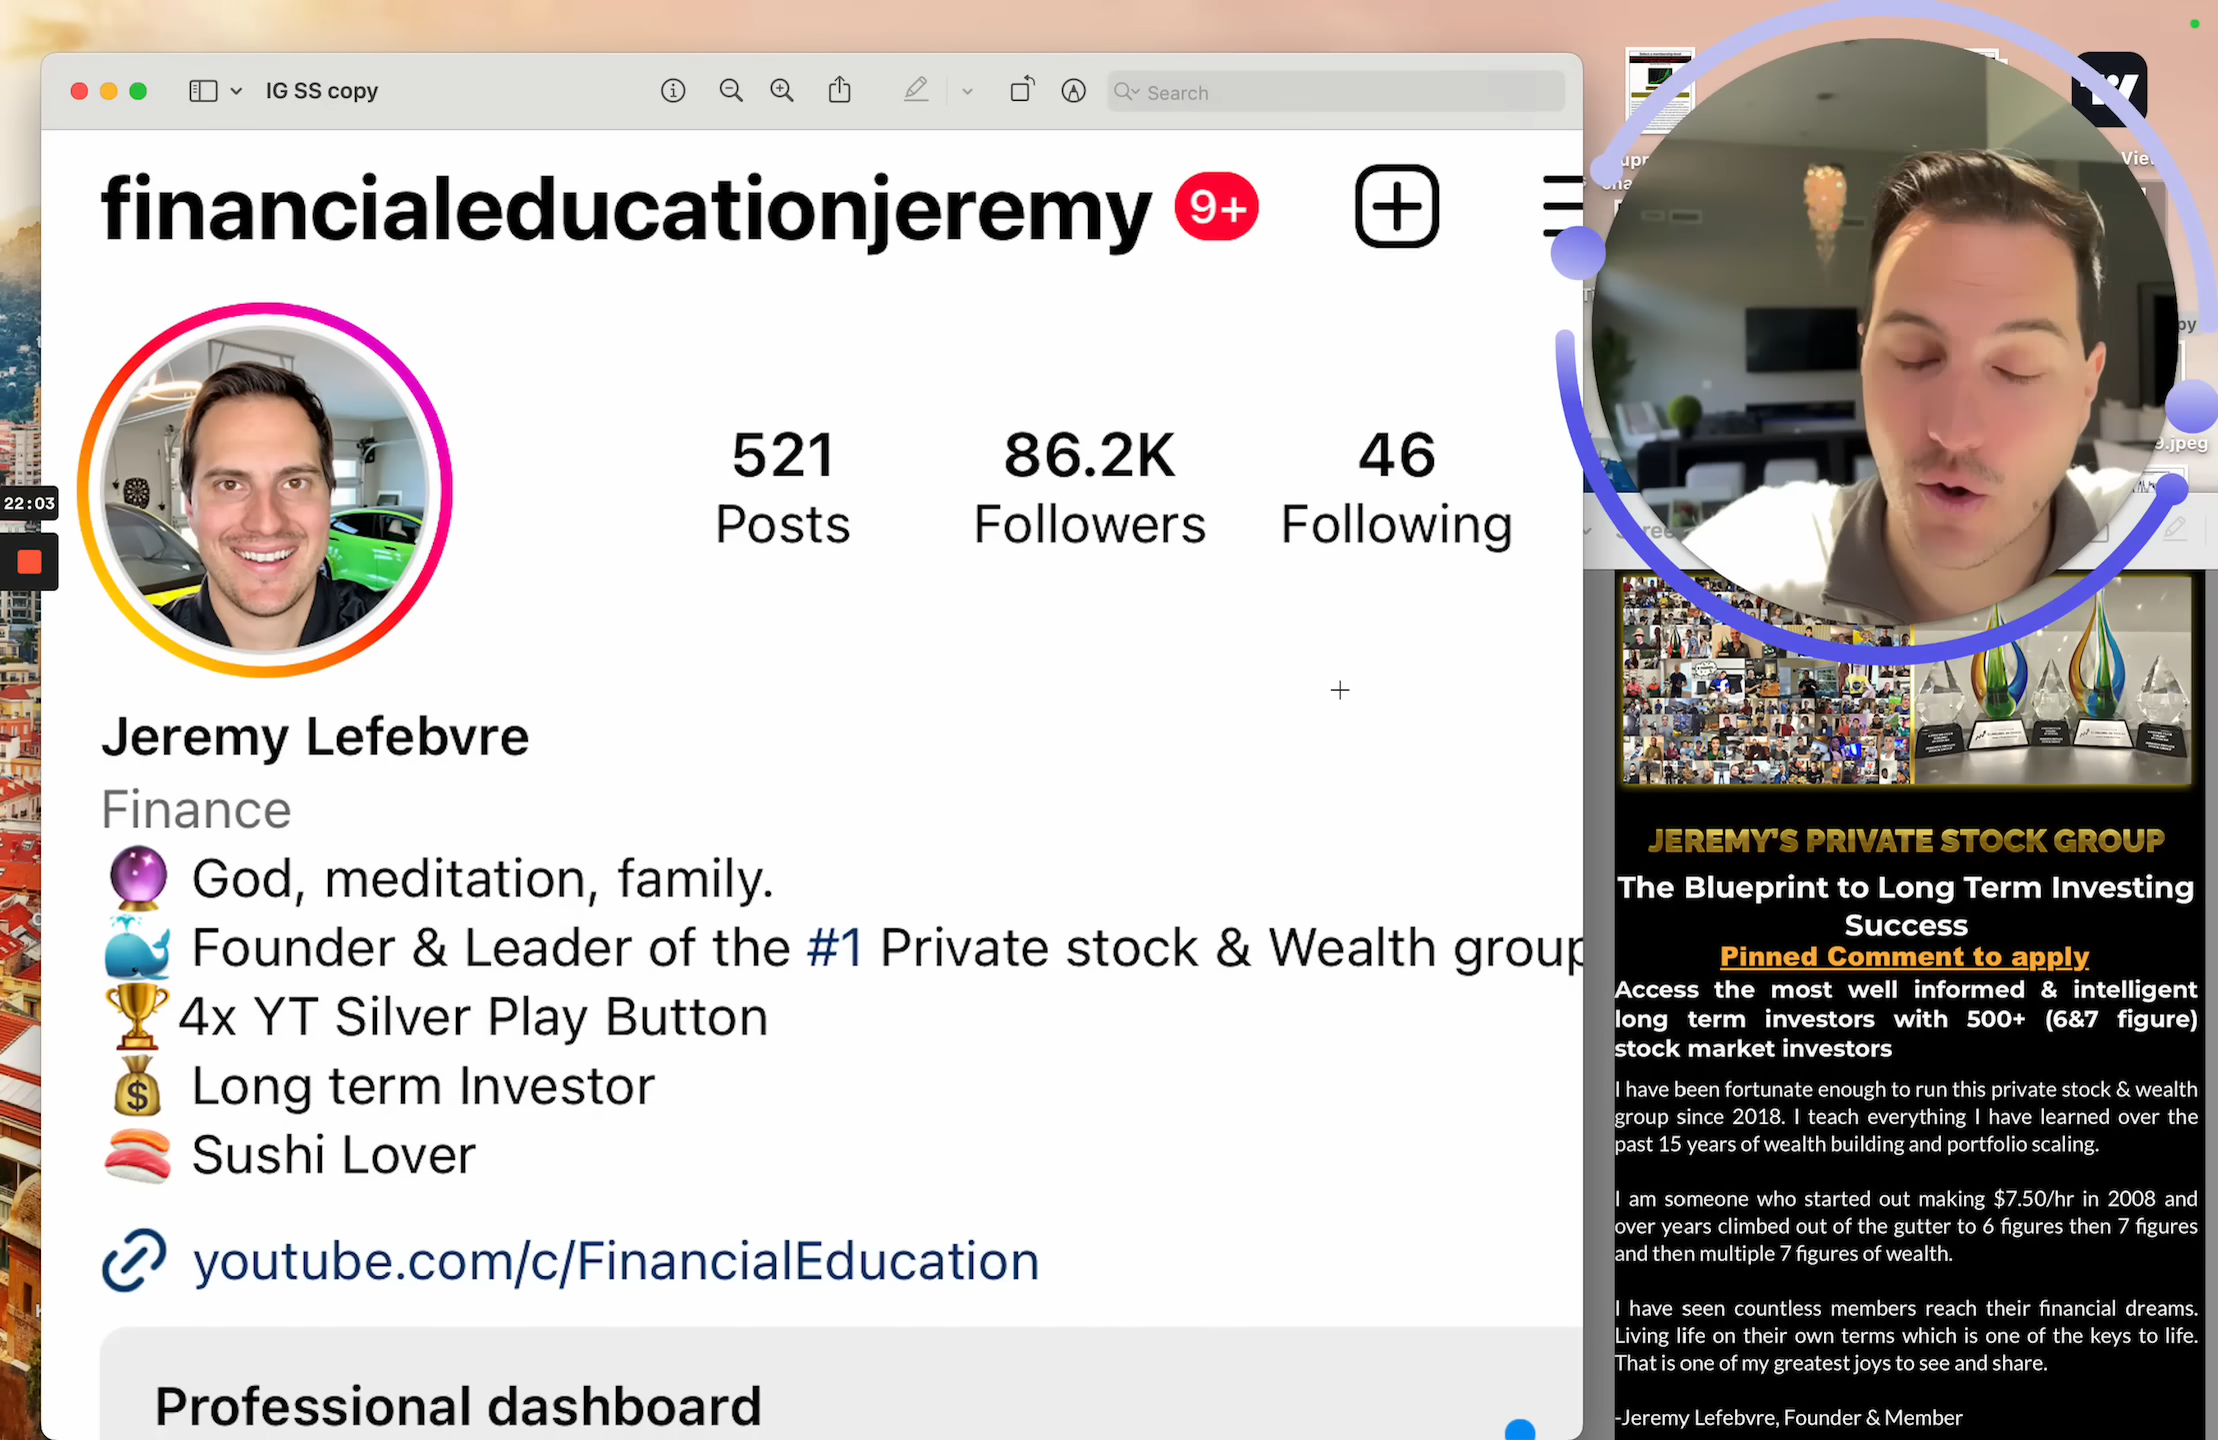 IG SS copy
Search
financialeducationjeremy 9+
521
Posts
86.2K
Followers
46
Following
22:03
Jeremy Lefebvre
Finance
God, meditation, family.
Founder & Leader of the #1 Private stock & Wealth group
4x YT Silver Play Button
Long term Investor
Sushi Lover
youtube.com/c/FinancialEducation
Professional dashboard
9.jpeg
JEREMY'S PRIVATE STOCK GROUP
The Blueprint to Long Term Investing
Success
Pinned Comment to apply
Access the most well informed & intelligent
long term investors with 500+ (6&7 figure)
stock market investors
I have been fortunate enough to run this private stock & wealth
group since 2018. I teach everything I have learned over the
past 15 years of wealth building and portfolio scaling.
I am someone who started out making $7.50/hr in 2008 and
over years climbed out of the gutter to 6 figures then 7 figures
and then multiple 7 figures of wealth.
I have seen countless members reach their financial dreams.
Living life on their own terms which is one of the keys to life.
That is one of my greatest joys to see and share.
-Jeremy Lefebvre, Founder & Member